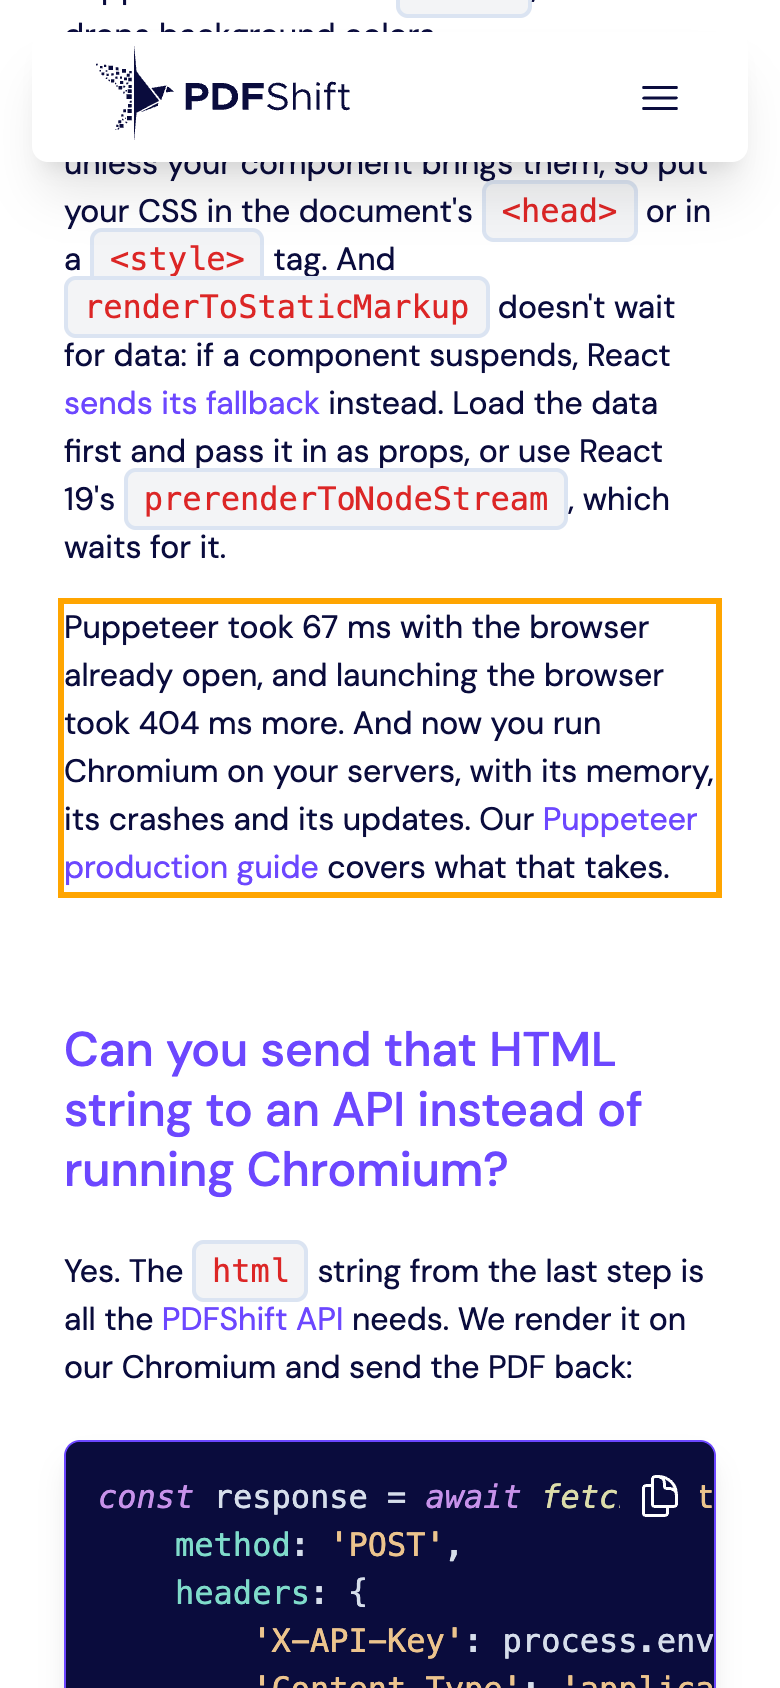 drops background colors
PDFShift
unless your component brings them, so put
your CSS in the document's <head> or in
a <style> tag. And
renderToStaticMarkup doesn't wait
for data: if a component suspends, React
sends its fallback instead. Load the data
first and pass it in as props, or use React
19's prerenderToNodeStream, which
waits for it.
Puppeteer took 67 ms with the browser
already open, and launching the browser
took 404 ms more. And now you run
Chromium on your servers, with its memory,
its crashes and its updates. Our Puppeteer
production guide covers what that takes.
Can you send that HTML
string to an API instead of
running Chromium?
Yes. The html string from the last step is
all the PDFShift API needs. We render it on
our Chromium and send the PDF back:
const response = await fetc t
method: 'POST',
headers: {
'X-API-Key': process.env
'Content-Type': 'applica